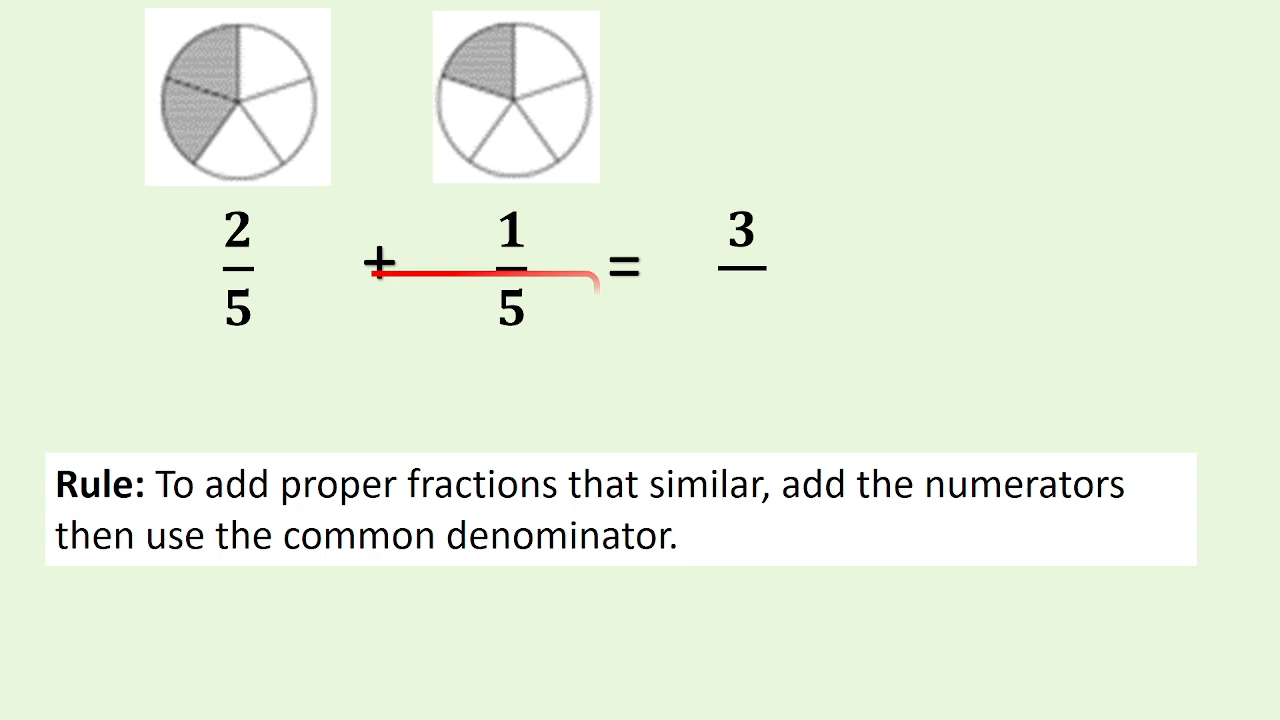 2 + 1 = 3
5 5
Rule: To add proper fractions that similar, add the numerators
then use the common denominator.